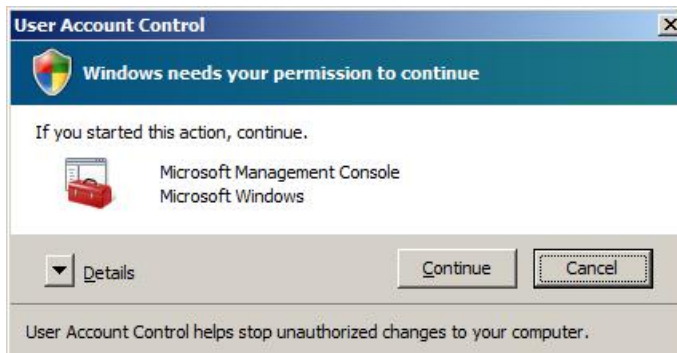 User Account Control
Windows needs your permission to continue
If you started this action, continue.
Microsoft Management Console
Microsoft Windows
Details
Continue
Cancel
User Account Control helps stop unauthorized changes to your computer.